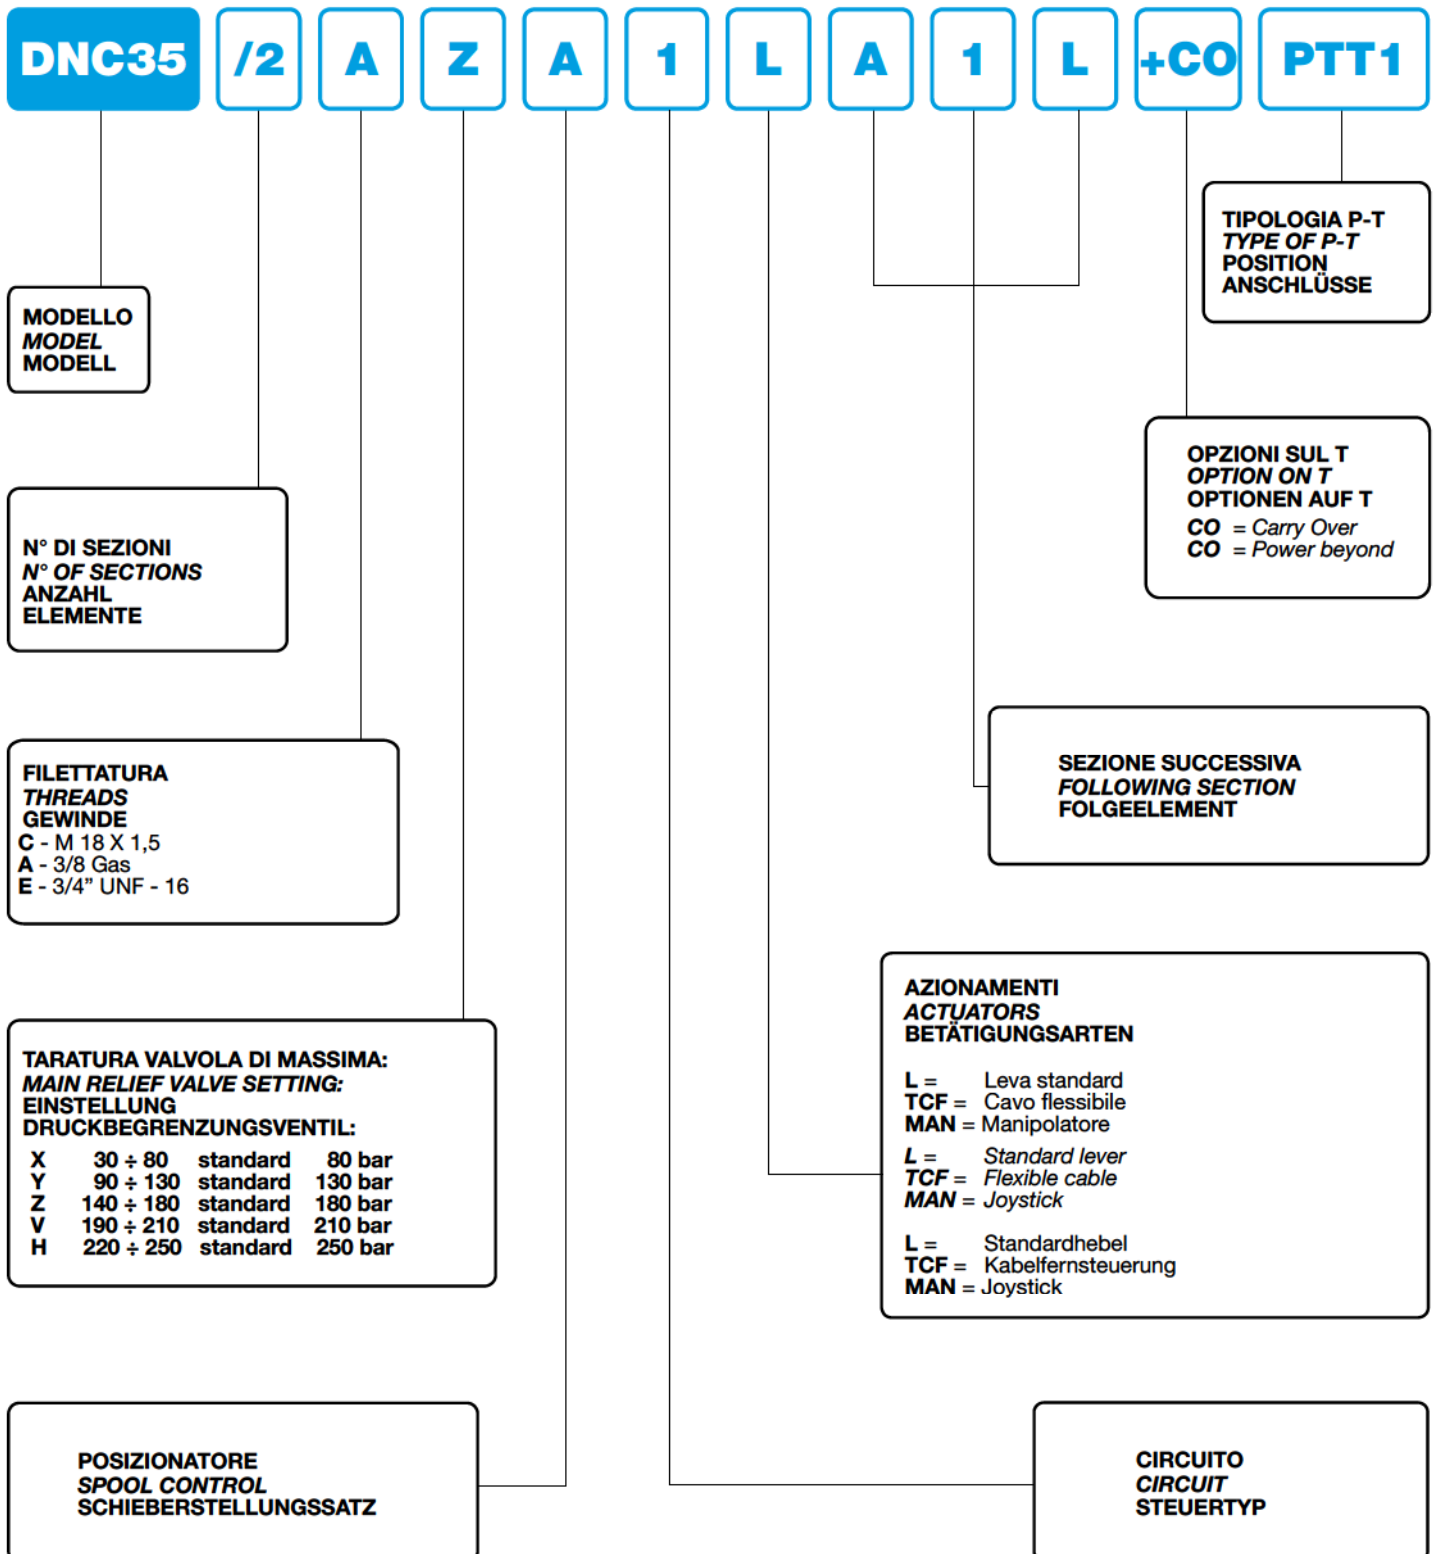 DNC35 /2 A Z A 1 L A 1 L +CO PTT1
TIPOLOGIA P-T
TYPE OF P-T
POSITION
ANSCHLÜSSE
MODELLO
MODEL
MODELL
OPZIONI SUL T
OPTION ON T
OPTIONEN AUF T
CO = Carry Over
CO = Power beyond
N° DI SEZIONI
N° OF SECTIONS
ANZAHL
ELEMENTE
SEZIONE SUCCESSIVA
FOLLOWING SECTION
FOLGEELEMENT
FILETTATURA
THREADS
GEWINDE
C - M 18 X 1,5
A - 3/8 Gas
E - 3/4” UNF - 16
AZIONAMENTI
ACTUATORS
BETÄTIGUNGSARTEN
L = Leva standard
TCF = Cavo flessibile
MAN = Manipolatore
L = Standard lever
TCF = Flexible cable
MAN = Joystick
L = Standardhebel
TCF = Kabelfernsteuerung
MAN = Joystick
TARATURA VALVOLA DI MASSIMA:
MAIN RELIEF VALVE SETTING:
EINSTELLUNG
DRUCKBEGRENZUNGSVENTIL:
X 30 ÷ 80 standard 80 bar
Y 90 ÷ 130 standard 130 bar
Z 140 ÷ 180 standard 180 bar
V 190 ÷ 210 standard 210 bar
H 220 ÷ 250 standard 250 bar
POSIZIONATORE
SPOOL CONTROL
SCHIEBERSTELLUNGSSATZ
CIRCUITO
CIRCUIT
STEUERTYP